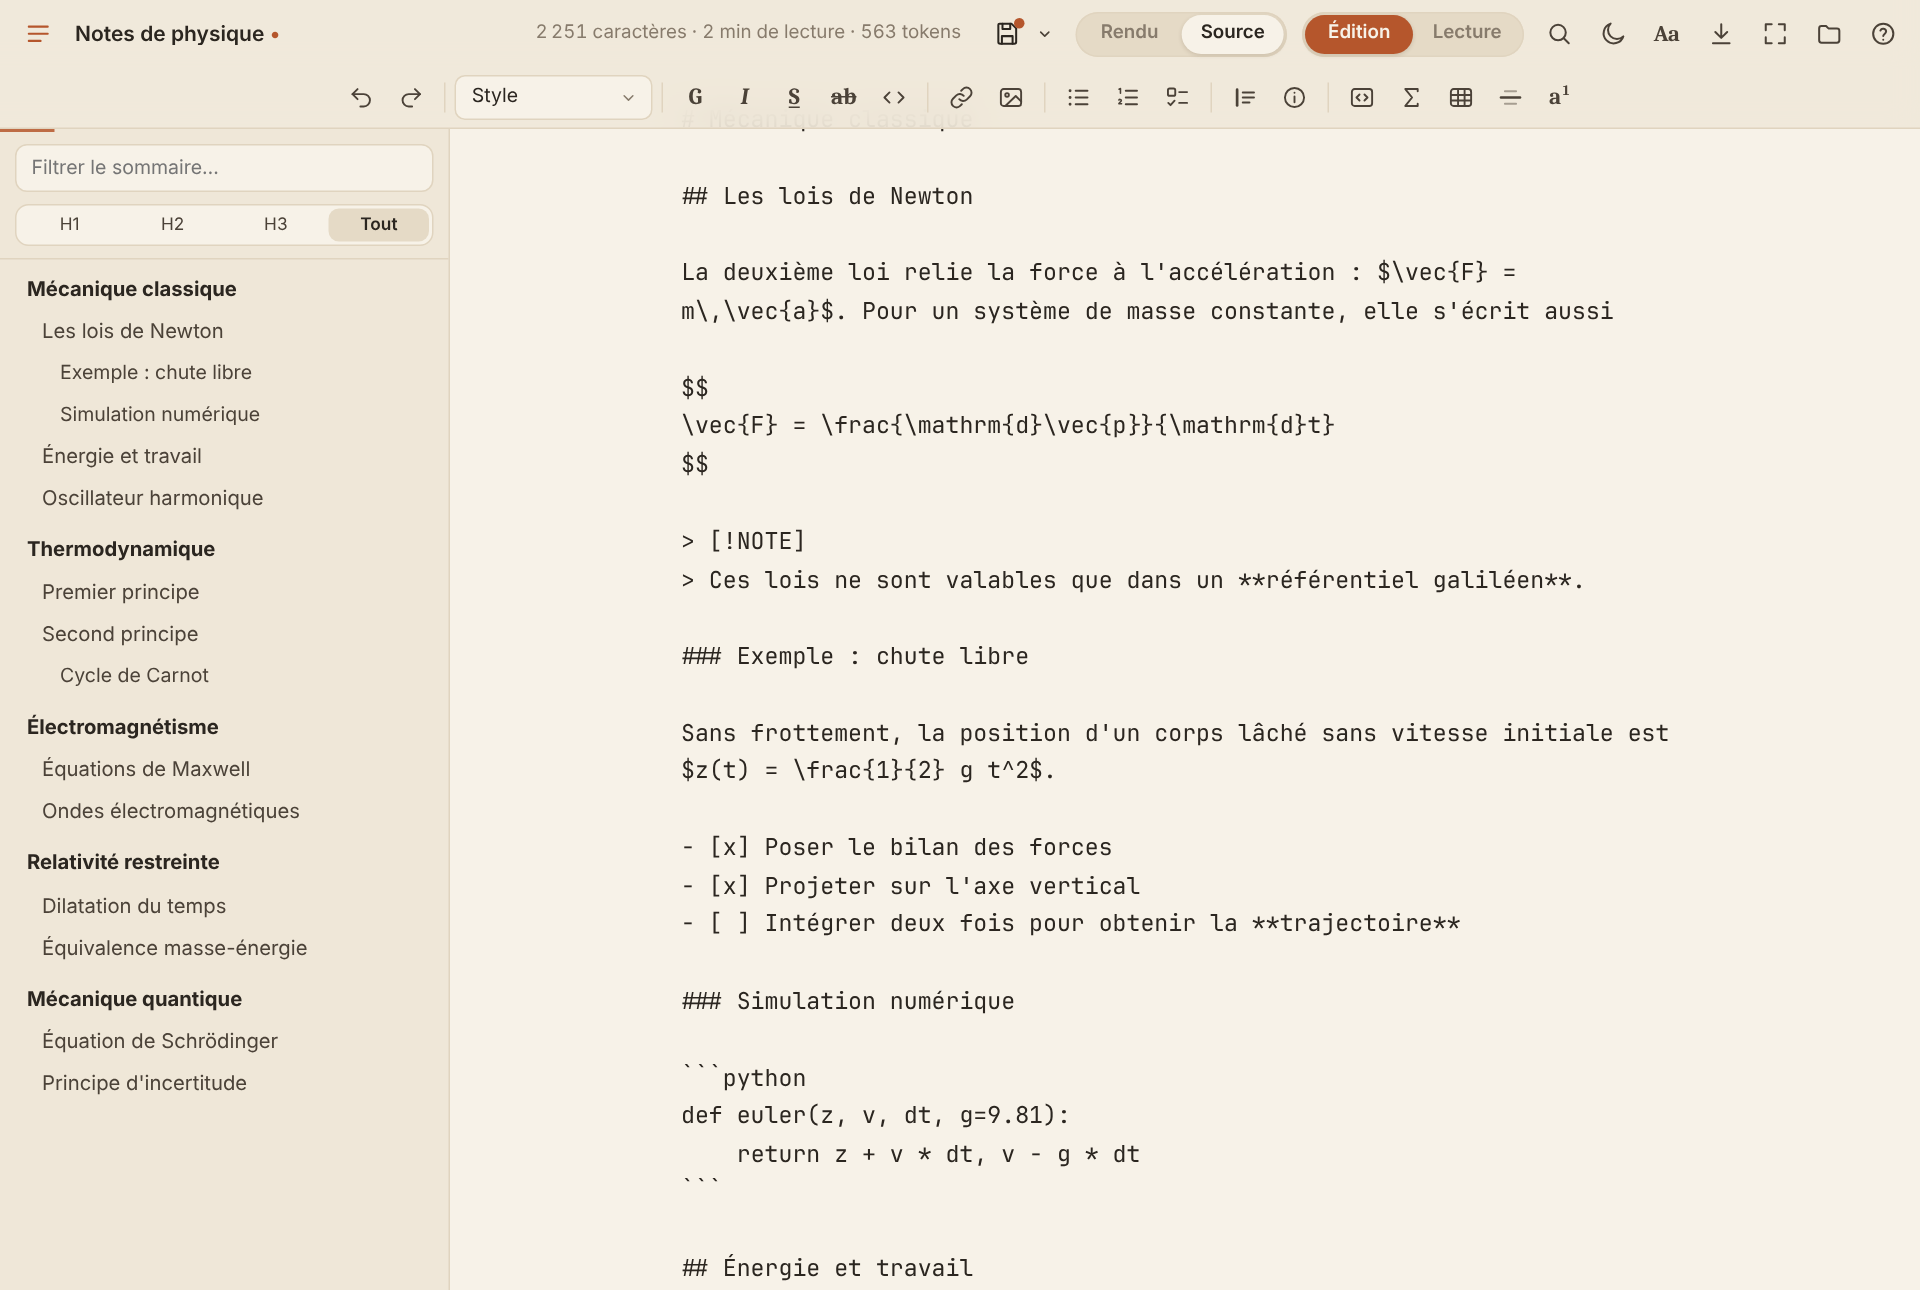 Notes de physique •
2 251 caractères · 2 min de lecture · 563 tokens
Rendu
Source
Édition
Lecture
Aa
Style
G
I
S
ab
a¹
# Mécanique classique
Filtrer le sommaire...
H1
H2
H3
Tout
Mécanique classique
Les lois de Newton
Exemple : chute libre
Simulation numérique
Énergie et travail
Oscillateur harmonique
Thermodynamique
Premier principe
Second principe
Cycle de Carnot
Électromagnétisme
Équations de Maxwell
Ondes électromagnétiques
Relativité restreinte
Dilatation du temps
Équivalence masse-énergie
Mécanique quantique
Équation de Schrödinger
Principe d'incertitude
## Les lois de Newton
La deuxième loi relie la force à l'accélération : $\vec{F} =
m\,\vec{a}$. Pour un système de masse constante, elle s'écrit aussi
$$
\vec{F} = \frac{\mathrm{d}\vec{p}}{\mathrm{d}t}
$$
> [!NOTE]
> Ces lois ne sont valables que dans un **référentiel galiléen**.
### Exemple : chute libre
Sans frottement, la position d'un corps lâché sans vitesse initiale est
$z(t) = \frac{1}{2} g t^2$.
- [x] Poser le bilan des forces
- [x] Projeter sur l'axe vertical
- [ ] Intégrer deux fois pour obtenir la **trajectoire**
### Simulation numérique
```python
def euler(z, v, dt, g=9.81):
    return z + v * dt, v - g * dt
```
## Énergie et travail